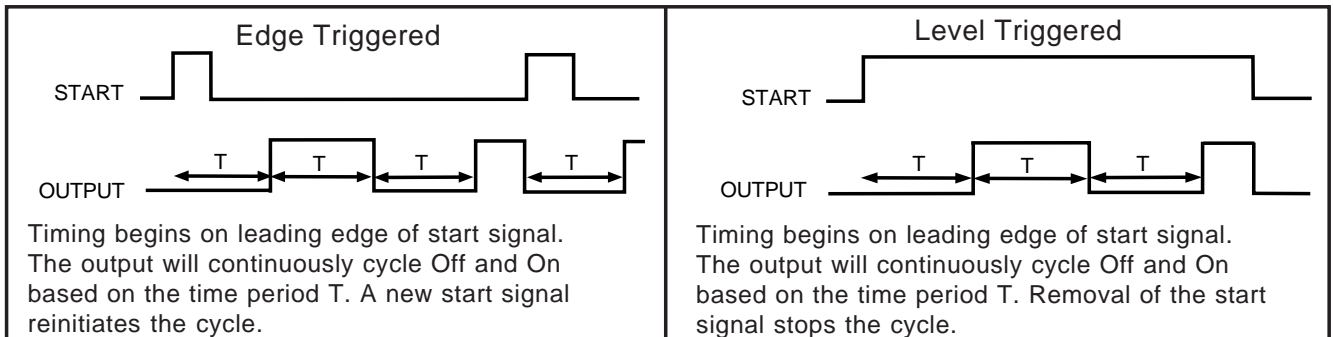 Edge Triggered
START
T T T T
OUTPUT
Timing begins on leading edge of start signal.
The output will continuously cycle Off and On
based on the time period T. A new start signal
reinitiates the cycle.
Level Triggered
START
T T T
OUTPUT
Timing begins on leading edge of start signal.
The output will continuously cycle Off and On
based on the time period T. Removal of the start
signal stops the cycle.